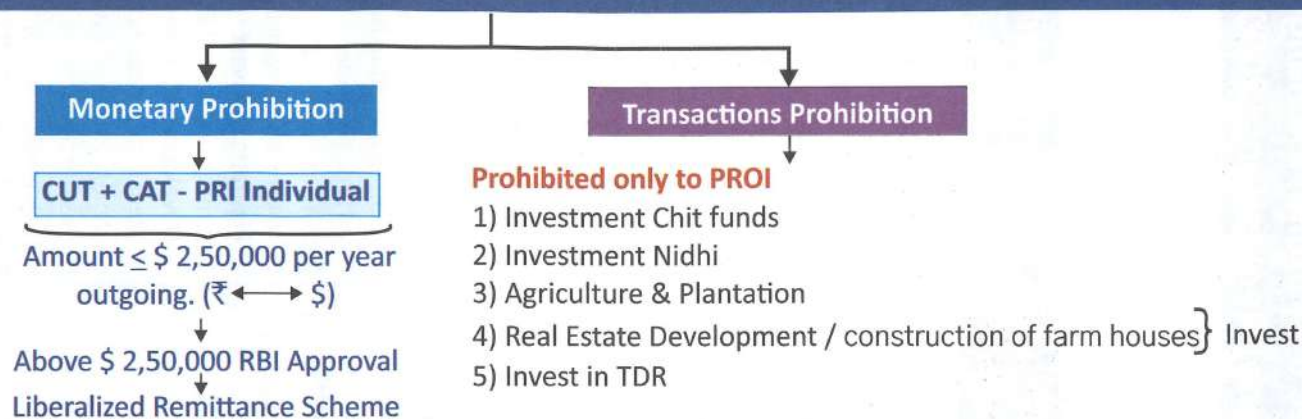 Monetary Prohibition
CUT + CAT - PRI Individual
Amount ≤ $ 2,50,000 per year
outgoing. (₹ ⟷ $)
Above $ 2,50,000 RBI Approval
Liberalized Remittance Scheme
Transactions Prohibition
Prohibited only to PROI
1) Investment Chit funds
2) Investment Nidhi
3) Agriculture & Plantation
4) Real Estate Development / construction of farm houses} Invest
5) Invest in TDR